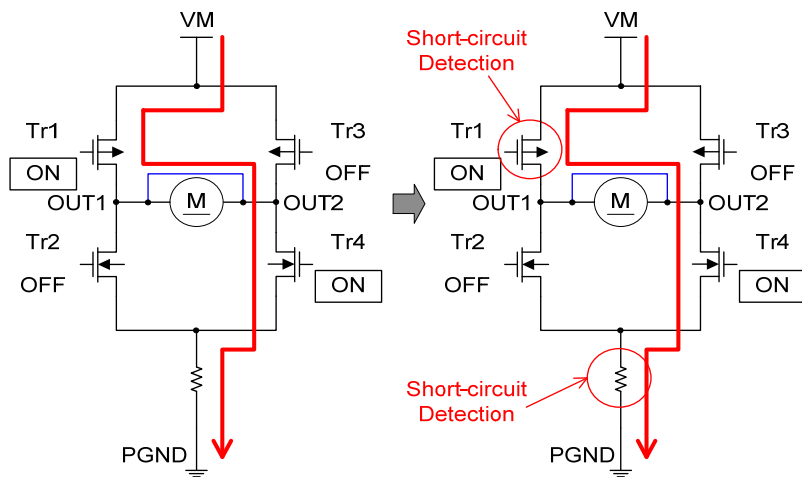 VM
Tr1
ON
Tr3
OFF
OUT1
M
OUT2
Tr2
OFF
Tr4
ON
PGND
Short-circuit
Detection
VM
Tr1
ON
Tr3
OFF
OUT1
M
OUT2
Tr2
OFF
Tr4
ON
Short-circuit
Detection
PGND